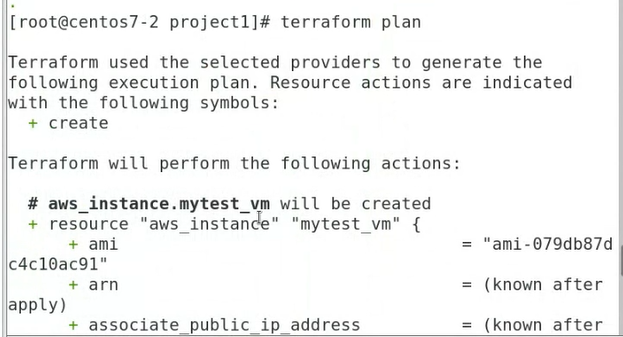 [root@centos7-2 project1]# terraform plan
Terraform used the selected providers to generate the
following execution plan. Resource actions are indicated
with the following symbols:
+ create
Terraform will perform the following actions:
# aws_instance.mytest_vm will be created
+ resource "aws_instance" "mytest_vm" {
+ ami = "ami-079db87d
c4c10ac91"
+ arn = (known after
apply)
+ associate_public_ip_address = (known after